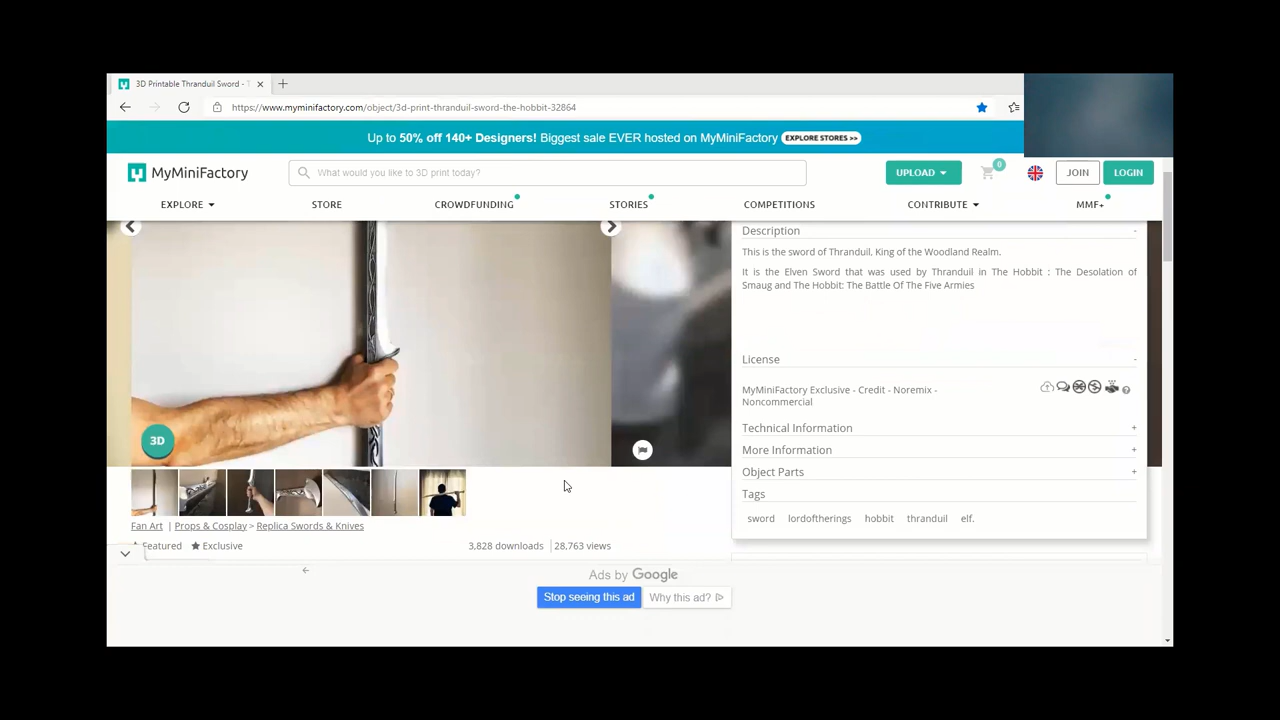 3D Printable Thranduil Sword -
https://www.myminifactory.com/object/3d-print-thranduil-sword-the-hobbit-32864
Up to 50% off 140+ Designers! Biggest sale EVER hosted on MyMiniFactory EXPLORE STORES >>
MyMiniFactory
What would you like to 3D print today?
UPLOAD
0
JOIN
LOGIN
EXPLORE
STORE
CROWDFUNDING
STORIES
COMPETITIONS
CONTRIBUTE
MMF+
Description -
This is the sword of Thranduil, King of the Woodland Realm.
It is the Elven Sword that was used by Thranduil in The Hobbit : The Desolation of
Smaug and The Hobbit: The Battle Of The Five Armies
License -
MyMiniFactory Exclusive - Credit - Noremix -
Noncommercial
Technical Information +
More Information +
Object Parts +
Tags
sword lordoftherings hobbit thranduil elf.
3D
Fan Art | Props & Cosplay > Replica Swords & Knives
Featured Exclusive
3,828 downloads 28,763 views
Ads by Google
Stop seeing this ad
Why this ad?